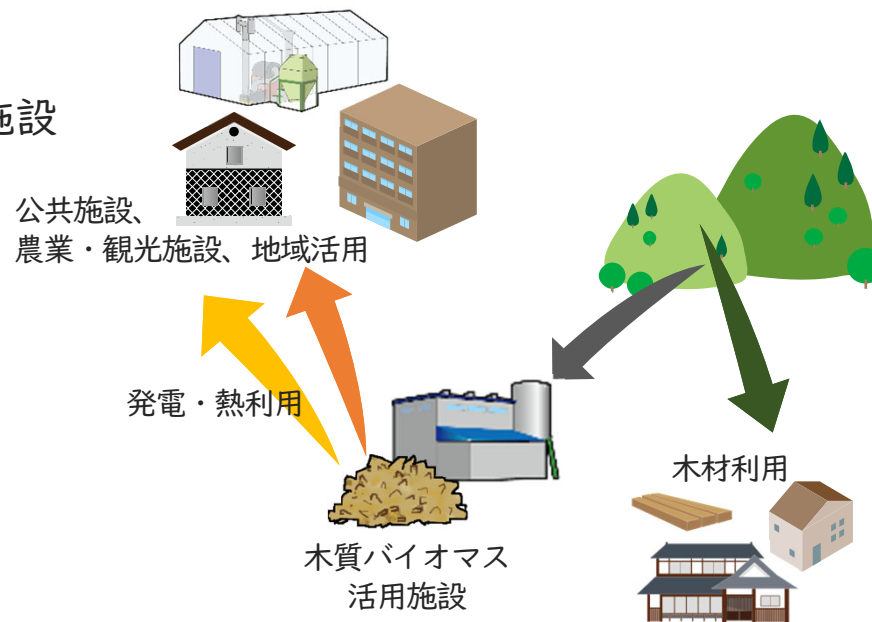 施設
公共施設、
農業・観光施設、地域活用
発電・熱利用
木材利用
木質バイオマス
活用施設